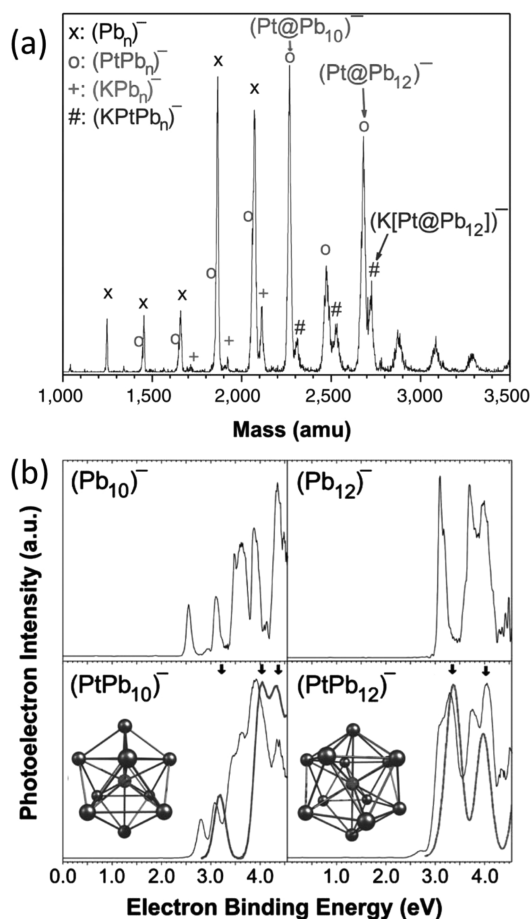 (a)
x: (Pbₙ)⁻
o: (PtPbₙ)⁻
+: (KPbₙ)⁻
#: (KPtPbₙ)⁻
(Pt@Pb₁₀)⁻
(Pt@Pb₁₂)⁻
(K[Pt@Pb₁₂])⁻
x
o
x
o
x
+
o
x
+
o
x
+
o
#
o
#
o
#
1,000 1,500 2,000 2,500 3,000 3,500
Mass (amu)
(b)
Photoelectron Intensity (a.u.)
(Pb₁₀)⁻
(Pb₁₂)⁻
(PtPb₁₀)⁻
(PtPb₁₂)⁻
0.0 1.0 2.0 3.0 4.0 1.0 2.0 3.0 4.0
Electron Binding Energy (eV)